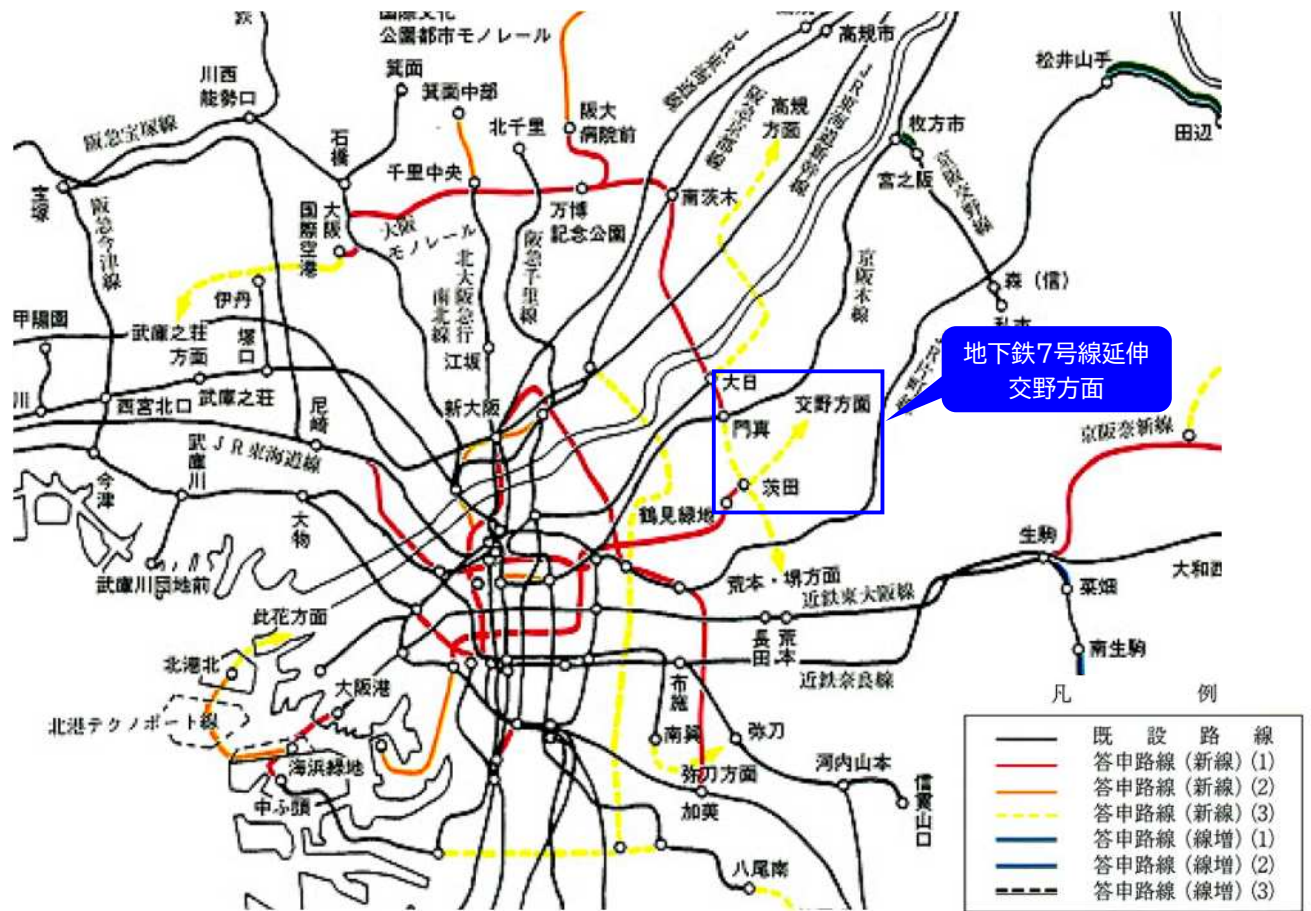 公園都市モノレール
箕面
高規市
松井山手
川西
能勢口
箕面中部
阪大
病院前
高規
方面
枚方市
田辺
阪急宝塚線
北千里
石橋
宮之阪
千里中央
南茨木
宝塚
大阪
国際空港
大阪
モノレール
万博
記念公園
阪急今津線
北大阪急行
南北線
阪急千里線
京阪本線
森（信）
伊丹
甲陽園
武庫之荘
方面
塚口
江坂
地下鉄7号線延伸
交野方面
大日
川
西宮北口
武庫之荘
尼崎
新大阪
交野方面
門真
京阪奈新線
武庫川
JR東海道線
今津
大物
茨田
鶴見緑地
生駒
武庫川団地前
荒本・堺方面
大和西
近鉄東大阪線
菜畑
此花方面
長田
荒本
南生駒
北港北
大阪港
布施
近鉄奈良線
北港テクノポート線
南巽
弥刀
海浜緑地
弥刀方面
河内山本
信貴山口
中ふ頭
加美
八尾南
凡例
既設路線
答申路線（新線）(1)
答申路線（新線）(2)
答申路線（新線）(3)
答申路線（線増）(1)
答申路線（線増）(2)
答申路線（線増）(3)